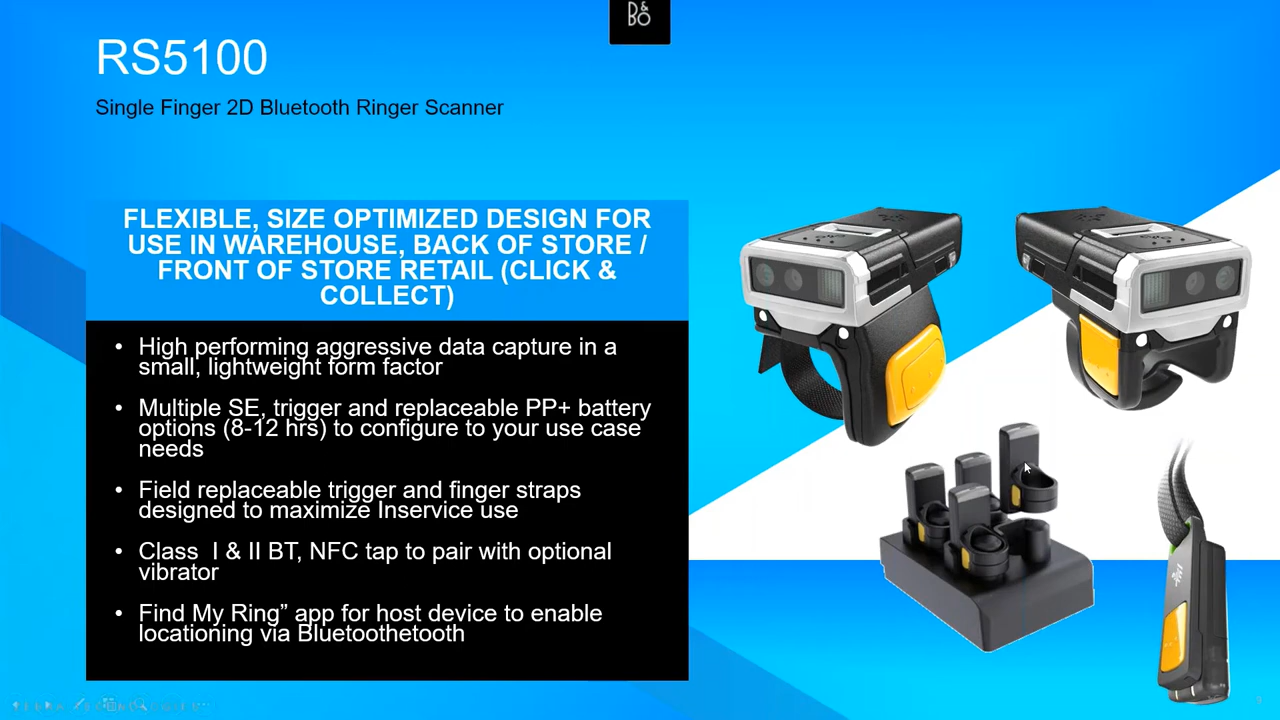 D&
BO
RS5100
Single Finger 2D Bluetooth Ringer Scanner
FLEXIBLE, SIZE OPTIMIZED DESIGN FOR
USE IN WAREHOUSE, BACK OF STORE /
FRONT OF STORE RETAIL (CLICK &
COLLECT)
• High performing aggressive data capture in a
small, lightweight form factor
• Multiple SE, trigger and replaceable PP+ battery
options (8-12 hrs) to configure to your use case
needs
• Field replaceable trigger and finger straps
designed to maximize Inservice use
• Class  I & II BT, NFC tap to pair with optional
vibrator
• Find My Ring” app for host device to enable
locationing via Bluetoothetooth
9